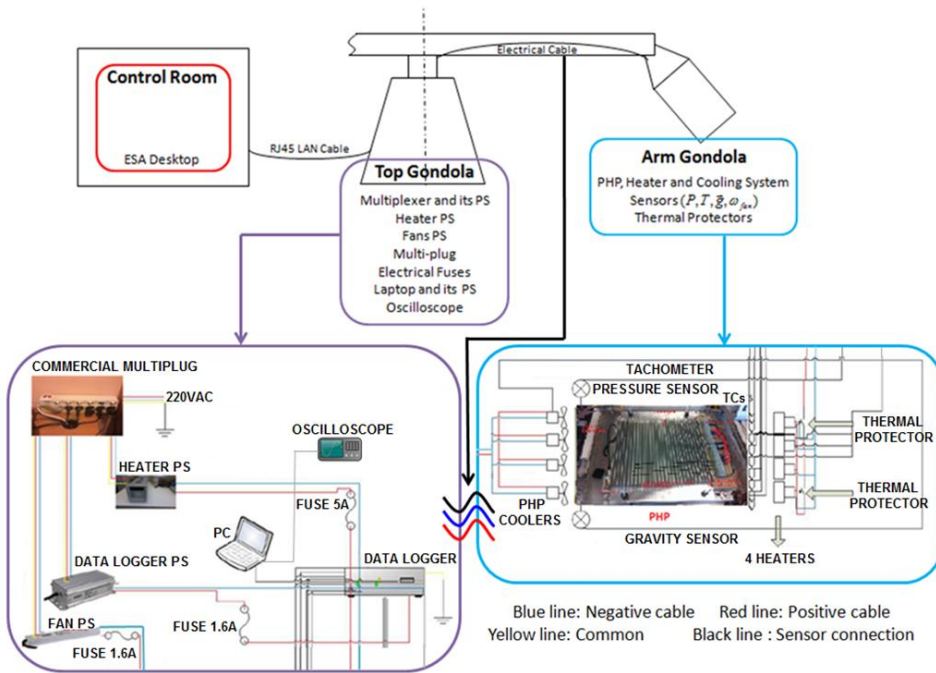 Electrical Cable
Control Room
ESA Desktop
RJ45 LAN Cable
Top Gondola
Multiplexer and its PS
Heater PS
Fans PS
Multi-plug
Electrical Fuses
Laptop and its PS
Oscilloscope
Arm Gondola
PHP, Heater and Cooling System
Sensors (P, T, g⃗, ω_fan)
Thermal Protectors
COMMERCIAL MULTIPLUG
220VAC
OSCILLOSCOPE
HEATER PS
FUSE 5A
PC
DATA LOGGER
DATA LOGGER PS
FUSE 1.6A
FAN PS
FUSE 1.6A
TACHOMETER
PRESSURE SENSOR
TCs
THERMAL
PROTECTOR
THERMAL
PROTECTOR
PHP
COOLERS
PHP
GRAVITY SENSOR
4 HEATERS
Blue line: Negative cable Red line: Positive cable
Yellow line: Common Black line : Sensor connection